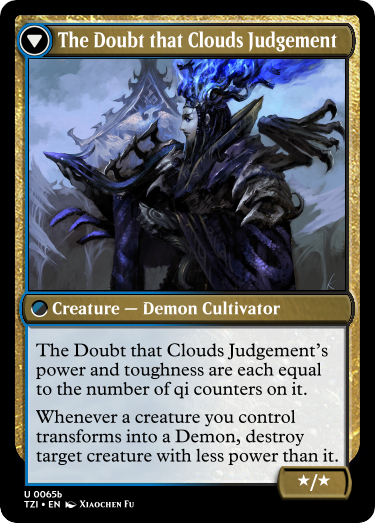 The Doubt that Clouds Judgement
Creature — Demon Cultivator
The Doubt that Clouds Judgement's
power and toughness are each equal
to the number of qi counters on it.
Whenever a creature you control
transforms into a Demon, destroy
target creature with less power than it.
★/★
U 0065b
TZI • EN Xiaochen Fu